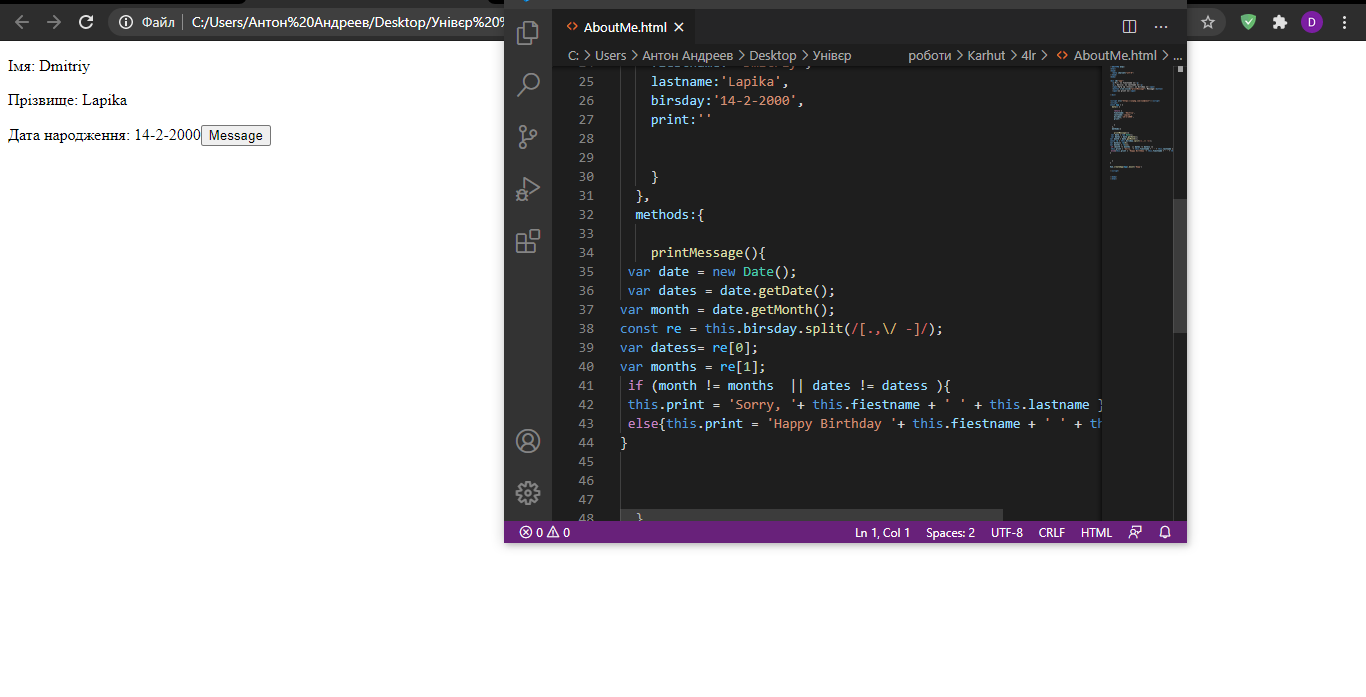 Файл
C:/Users/Антон%20Андреев/Desktop/Унівєр%20%
D
Імя: Dmitriy
Прізвище: Lapika
Дата народження: 14-2-2000 Message
AboutMe.html
C: > Users > Антон Андреев > Desktop > Унівєр роботи > Karhut > 4lr > AboutMe.html > ...
25 lastname:'Lapika',
26 birsday:'14-2-2000',
27 print:''
28
29
30 }
31 },
32 methods:{
33
34 printMessage(){
35 var date = new Date();
36 var dates = date.getDate();
37 var month = date.getMonth();
38 const re = this.birsday.split(/[.,\/ -]/);
39 var datess= re[0];
40 var months = re[1];
41 if (month != months  || dates != datess ){
42 this.print = 'Sorry, '+ this.fiestname + ' ' + this.lastname }
43 else{this.print = 'Happy Birthday '+ this.fiestname + ' ' + th
44 }
45
46
47
48 }
0 0
Ln 1, Col 1
Spaces: 2
UTF-8
CRLF
HTML